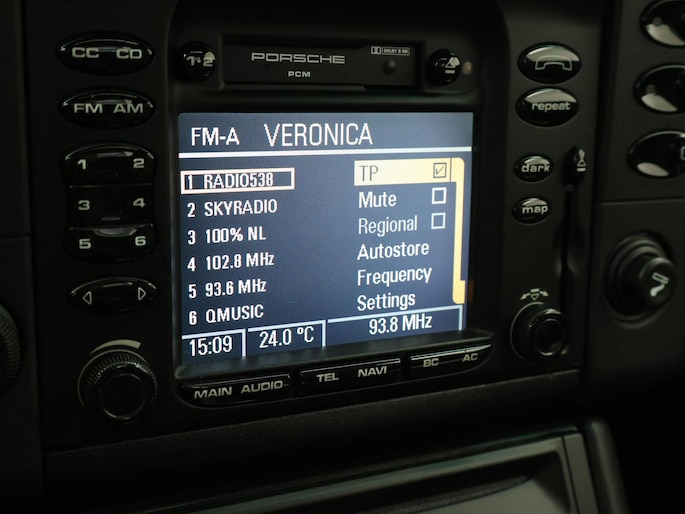 CC CD
1·2
PORSCHE
DOLBY B NR
PCM
FM AM
repeat
FM-A VERONICA
1 2
3 4
5 6
1 RADIO538
2 SKYRADIO
3 100% NL
4 102.8 MHz
5 93.6 MHz
6 QMUSIC
TP
Mute
Regional
Autostore
Frequency
Settings
dark
map
15:09
24.0 °C
93.8 MHz
MAIN AUDIO
TEL NAVI
BC AC